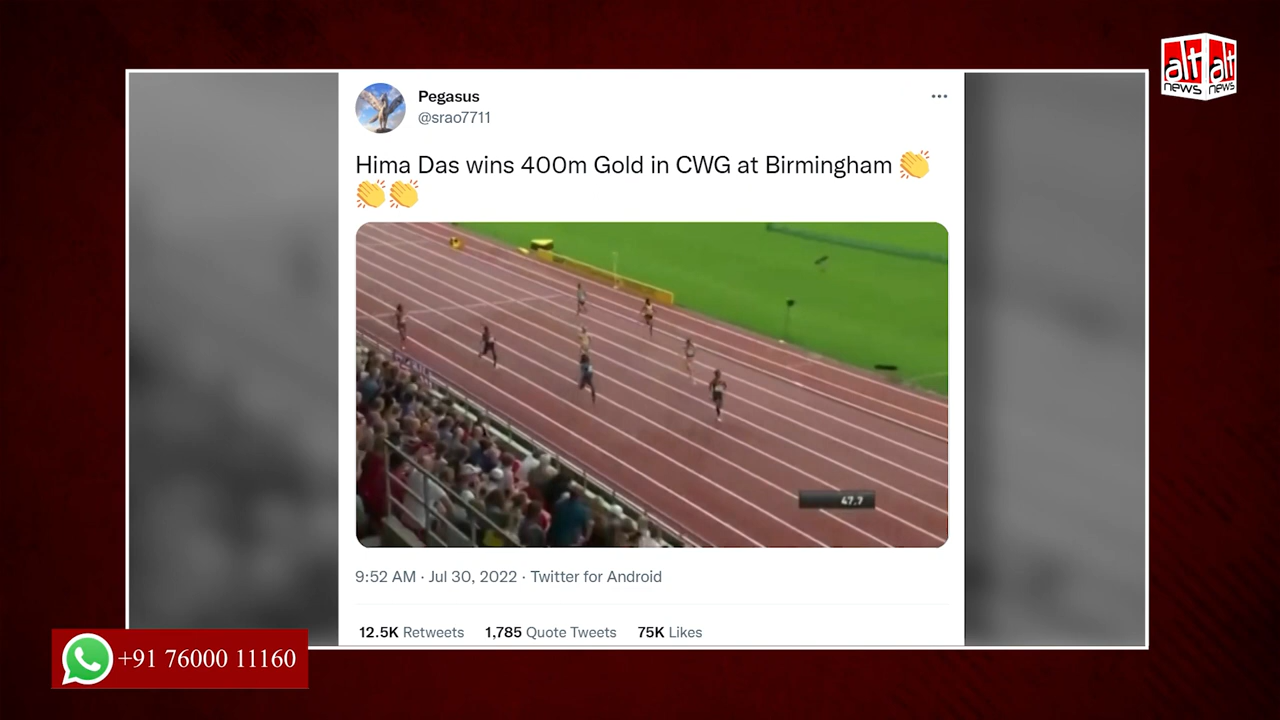 alt alt
news news
Pegasus
@srao7711
Hima Das wins 400m Gold in CWG at Birmingham 👏
👏👏
47.7
9:52 AM · Jul 30, 2022 · Twitter for Android
12.5K Retweets 1,785 Quote Tweets 75K Likes
+91 76000 11160